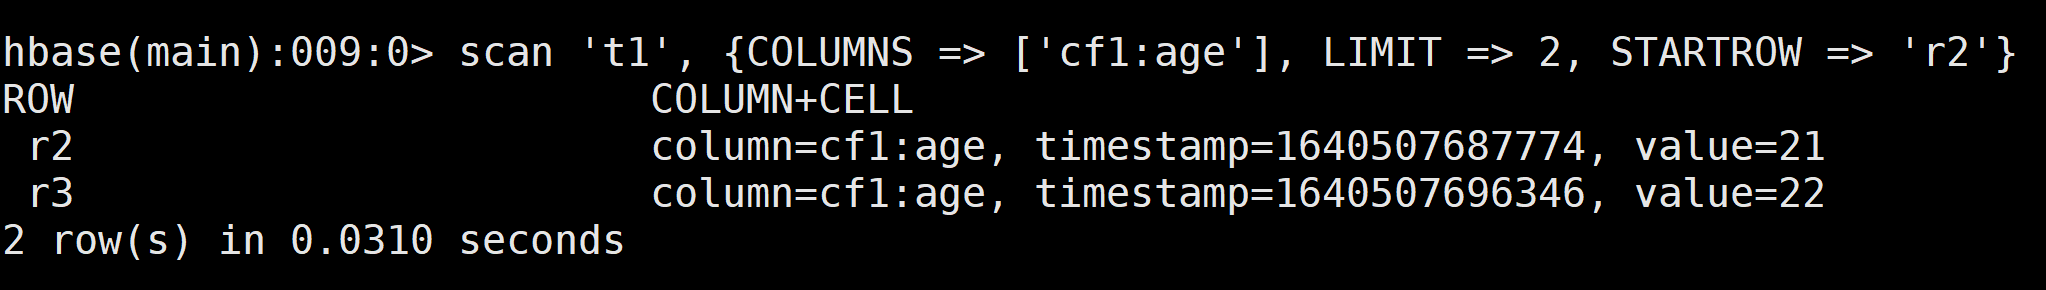 hbase(main):009:0> scan 't1', {COLUMNS => ['cf1:age'], LIMIT => 2, STARTROW => 'r2'}
ROW                        COLUMN+CELL
 r2                        column=cf1:age, timestamp=1640507687774, value=21
 r3                        column=cf1:age, timestamp=1640507696346, value=22
2 row(s) in 0.0310 seconds